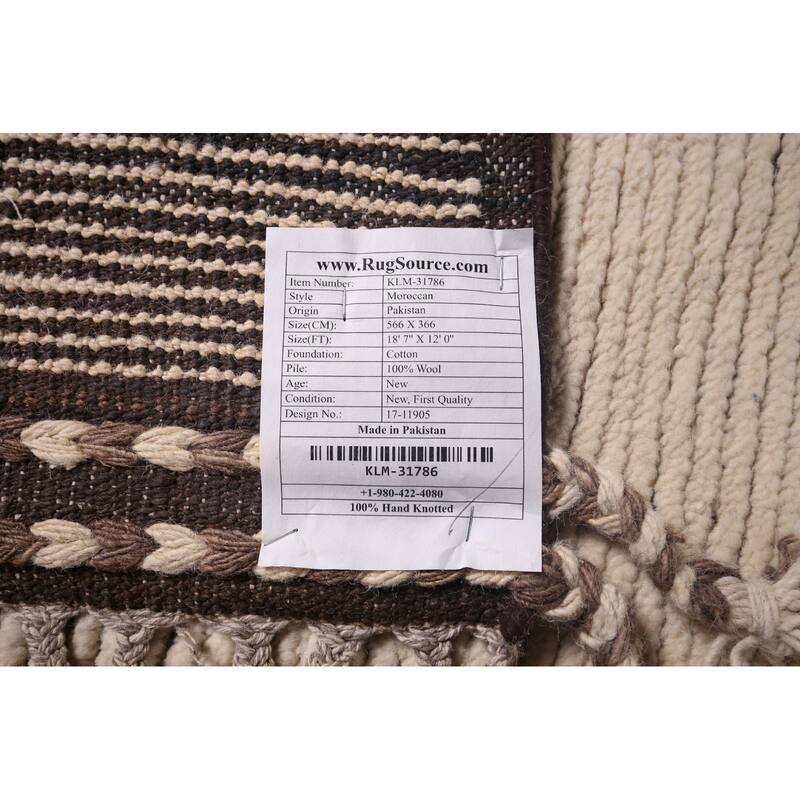 www.RugSource.com
Item Number: KLM-31786
Style Moroccan
Origin Pakistan
Size(CM): 566 X 366
Size(FT): 18' 7" X 12' 0"
Foundation: Cotton
Pile: 100% Wool
Age: New
Condition: New, First Quality
Design No.: 17-11905
Made in Pakistan
KLM-31786
+1-980-422-4080
100% Hand Knotted